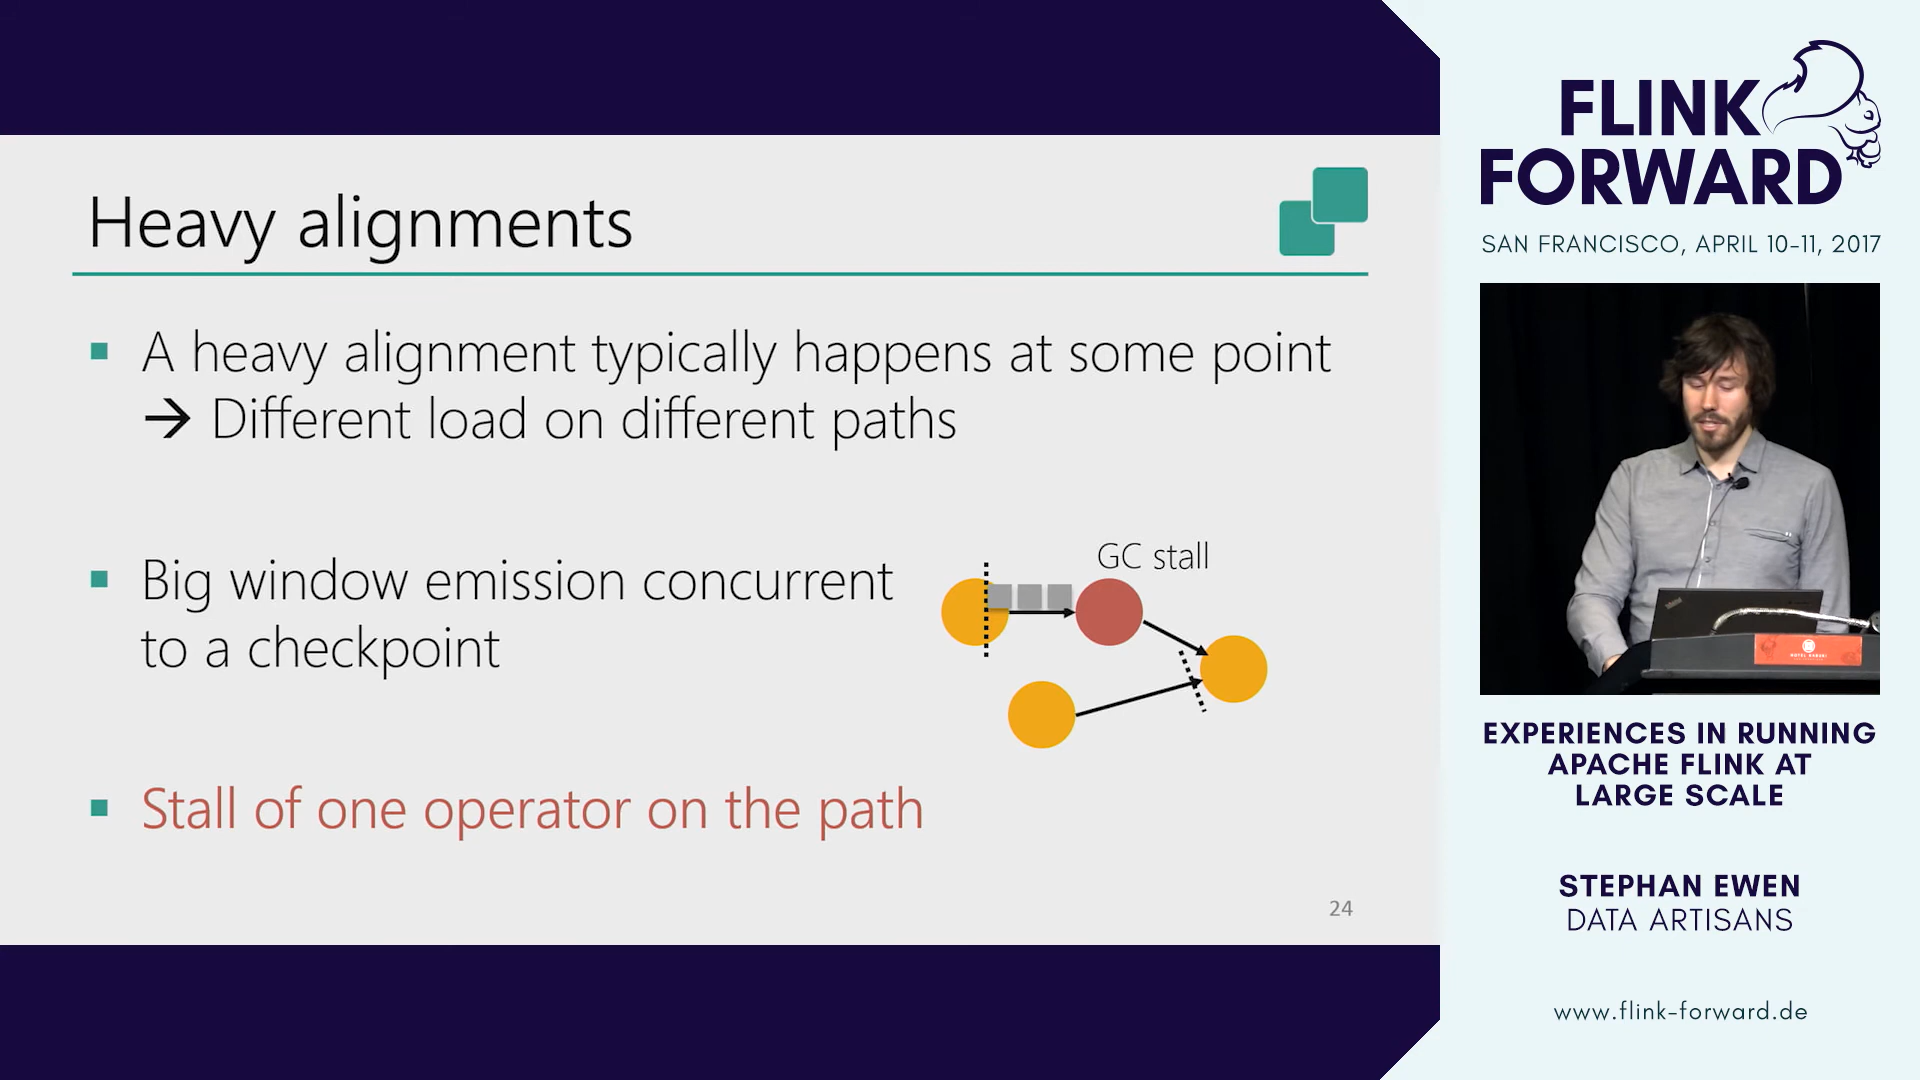 Heavy alignments
A heavy alignment typically happens at some point
→ Different load on different paths
Big window emission concurrent
to a checkpoint
GC stall
Stall of one operator on the path
24
FLINK
FORWARD
SAN FRANCISCO, APRIL 10-11, 2017
EXPERIENCES IN RUNNING
APACHE FLINK AT
LARGE SCALE
STEPHAN EWEN
DATA ARTISANS
www.flink-forward.de